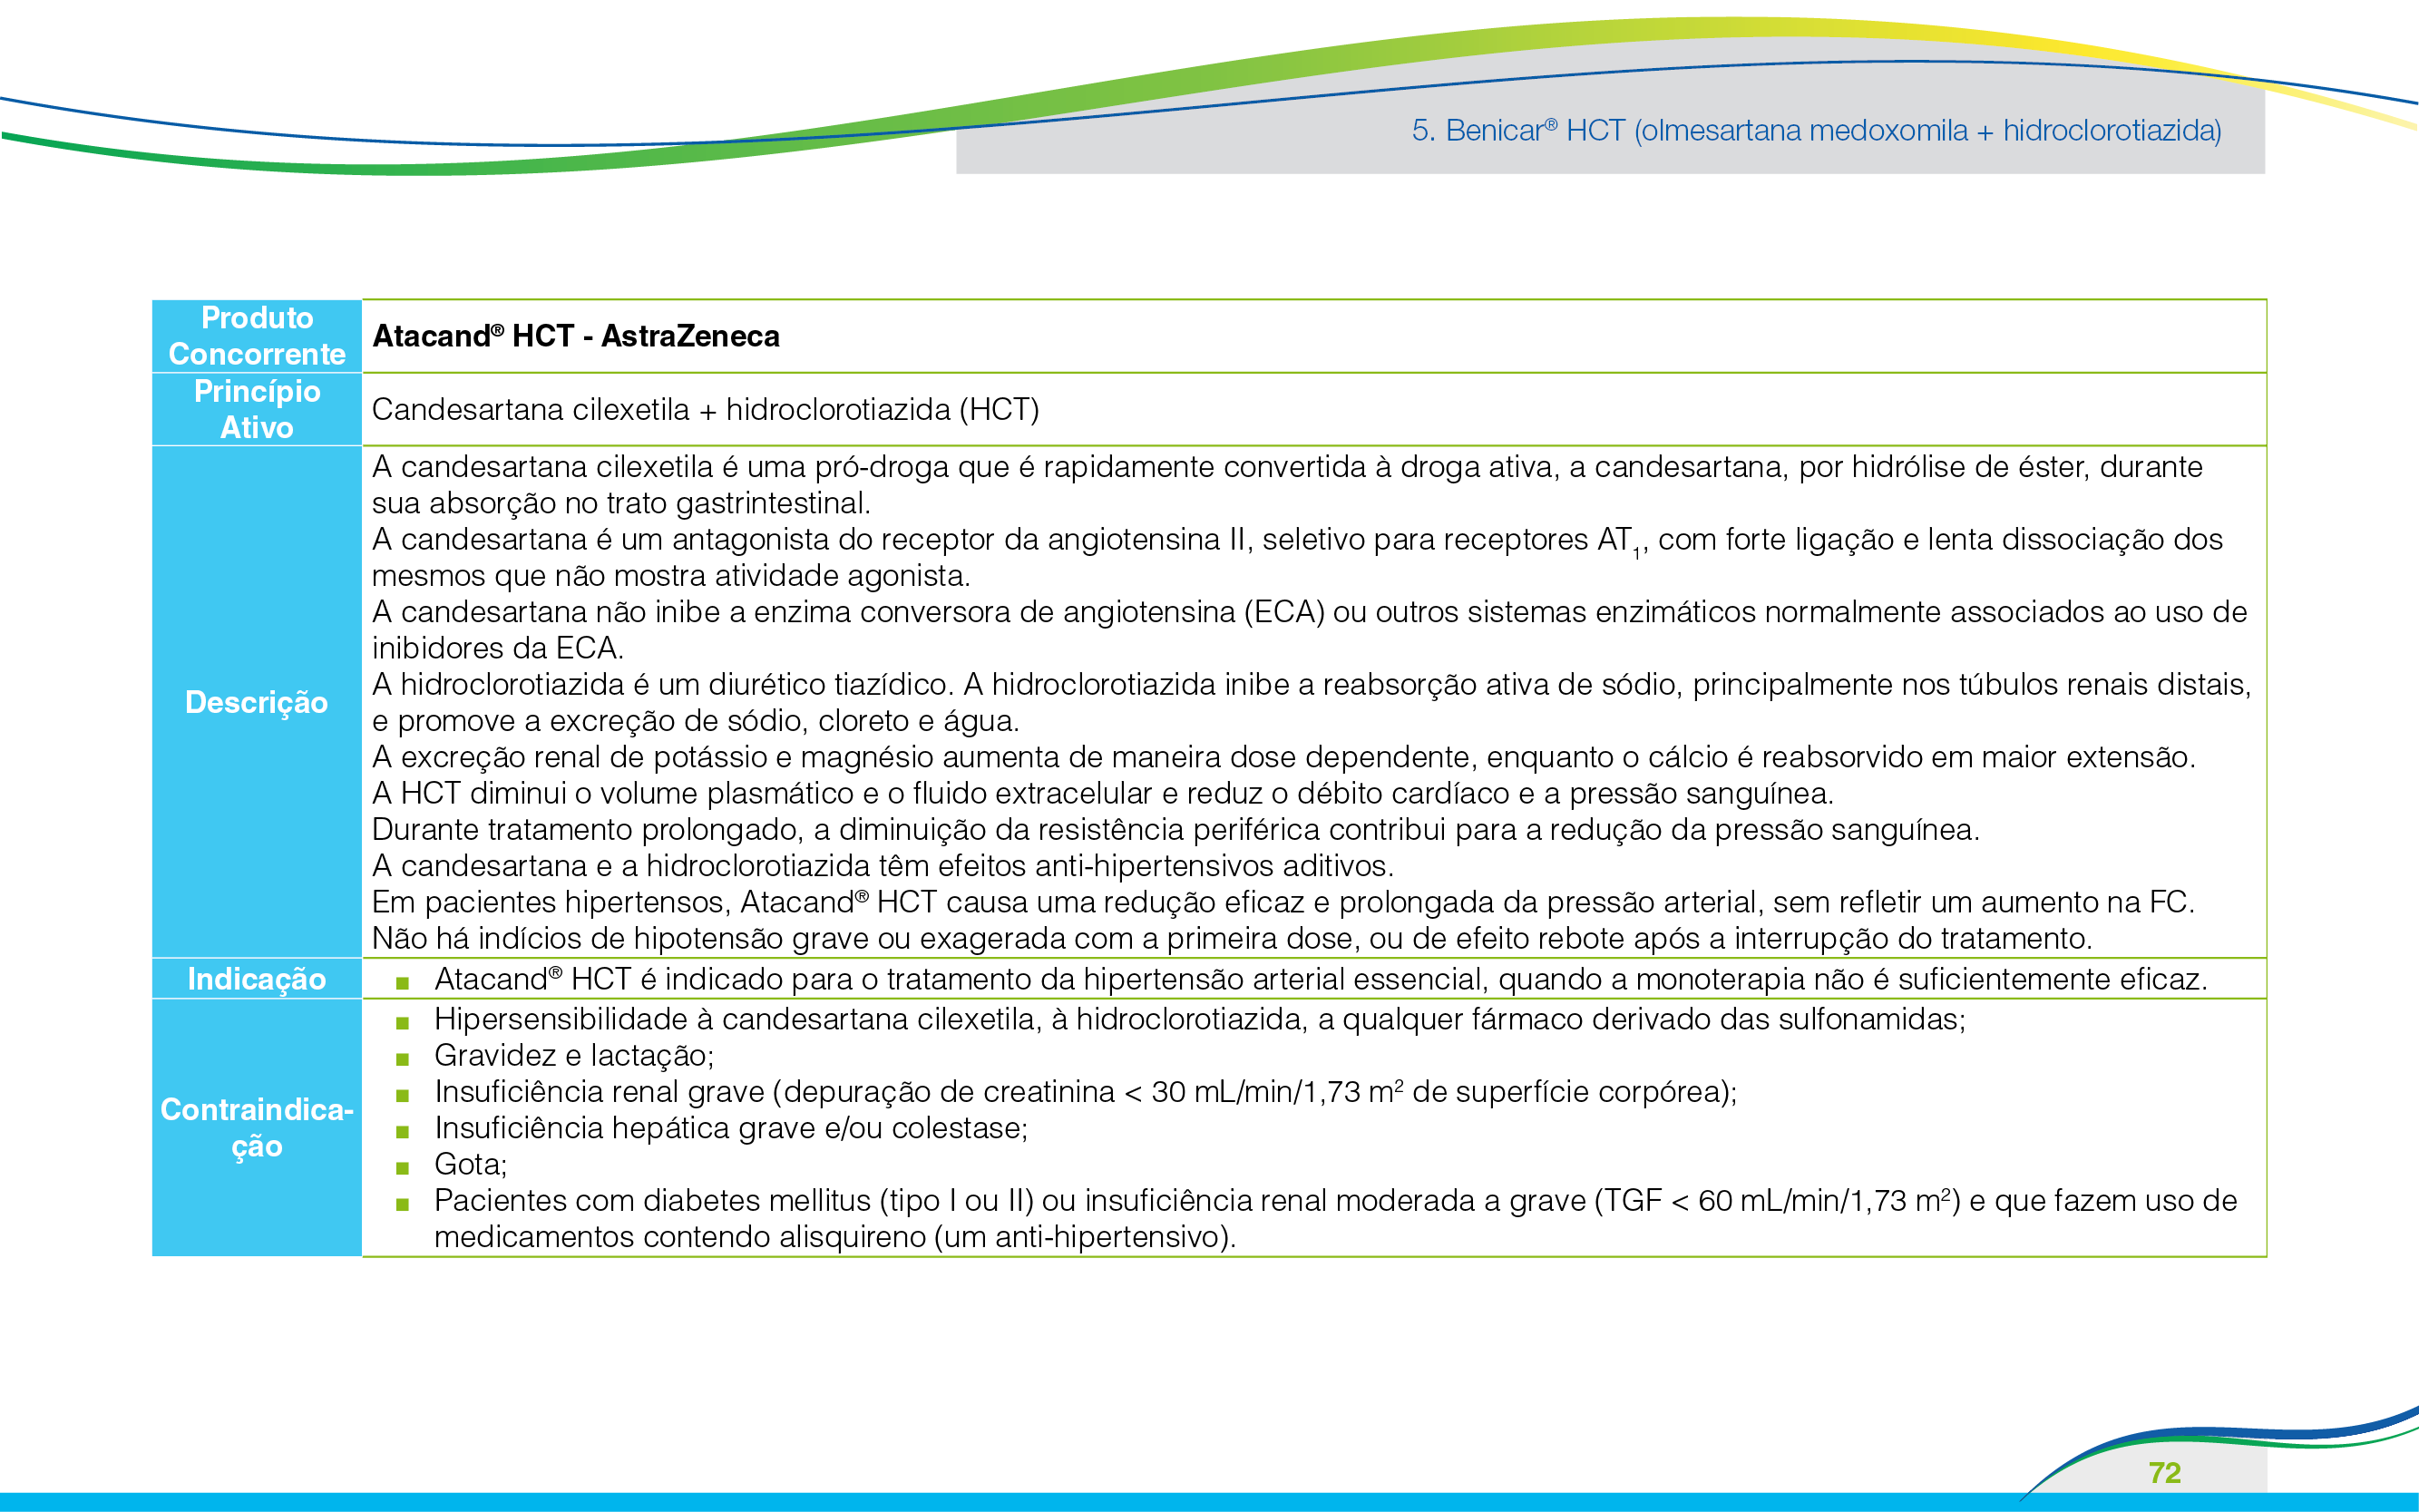 5. Benicar® HCT (olmesartana medoxomila + hidroclorotiazida)
Produto
Concorrente
Atacand® HCT - AstraZeneca
Princípio
Ativo
Candesartana cilexetila + hidroclorotiazida (HCT)
Descrição
A candesartana cilexetila é uma pró-droga que é rapidamente convertida à droga ativa, a candesartana, por hidrólise de éster, durante
sua absorção no trato gastrintestinal.
A candesartana é um antagonista do receptor da angiotensina II, seletivo para receptores AT₁, com forte ligação e lenta dissociação dos
mesmos que não mostra atividade agonista.
A candesartana não inibe a enzima conversora de angiotensina (ECA) ou outros sistemas enzimáticos normalmente associados ao uso de
inibidores da ECA.
A hidroclorotiazida é um diurético tiazídico. A hidroclorotiazida inibe a reabsorção ativa de sódio, principalmente nos túbulos renais distais,
e promove a excreção de sódio, cloreto e água.
A excreção renal de potássio e magnésio aumenta de maneira dose dependente, enquanto o cálcio é reabsorvido em maior extensão.
A HCT diminui o volume plasmático e o fluido extracelular e reduz o débito cardíaco e a pressão sanguínea.
Durante tratamento prolongado, a diminuição da resistência periférica contribui para a redução da pressão sanguínea.
A candesartana e a hidroclorotiazida têm efeitos anti-hipertensivos aditivos.
Em pacientes hipertensos, Atacand® HCT causa uma redução eficaz e prolongada da pressão arterial, sem refletir um aumento na FC.
Não há indícios de hipotensão grave ou exagerada com a primeira dose, ou de efeito rebote após a interrupção do tratamento.
Indicação
■ Atacand® HCT é indicado para o tratamento da hipertensão arterial essencial, quando a monoterapia não é suficientemente eficaz.
Contraindica-
ção
■ Hipersensibilidade à candesartana cilexetila, à hidroclorotiazida, a qualquer fármaco derivado das sulfonamidas;
■ Gravidez e lactação;
■ Insuficiência renal grave (depuração de creatinina < 30 mL/min/1,73 m² de superfície corpórea);
■ Insuficiência hepática grave e/ou colestase;
■ Gota;
■ Pacientes com diabetes mellitus (tipo I ou II) ou insuficiência renal moderada a grave (TGF < 60 mL/min/1,73 m²) e que fazem uso de
medicamentos contendo alisquireno (um anti-hipertensivo).
72